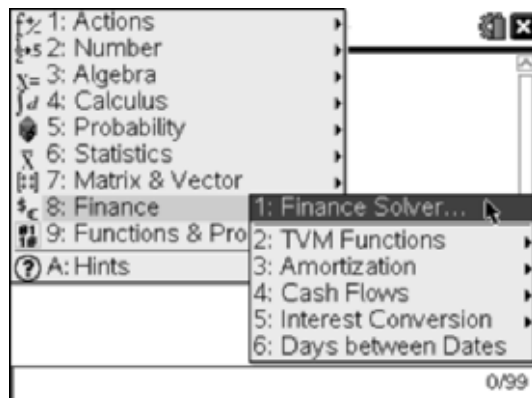 1: Actions
2: Number
3: Algebra
4: Calculus
5: Probability
6: Statistics
7: Matrix & Vector
8: Finance
9: Functions & Pro
A: Hints
1: Finance Solver...
2: TVM Functions
3: Amortization
4: Cash Flows
5: Interest Conversion
6: Days between Dates
0/99